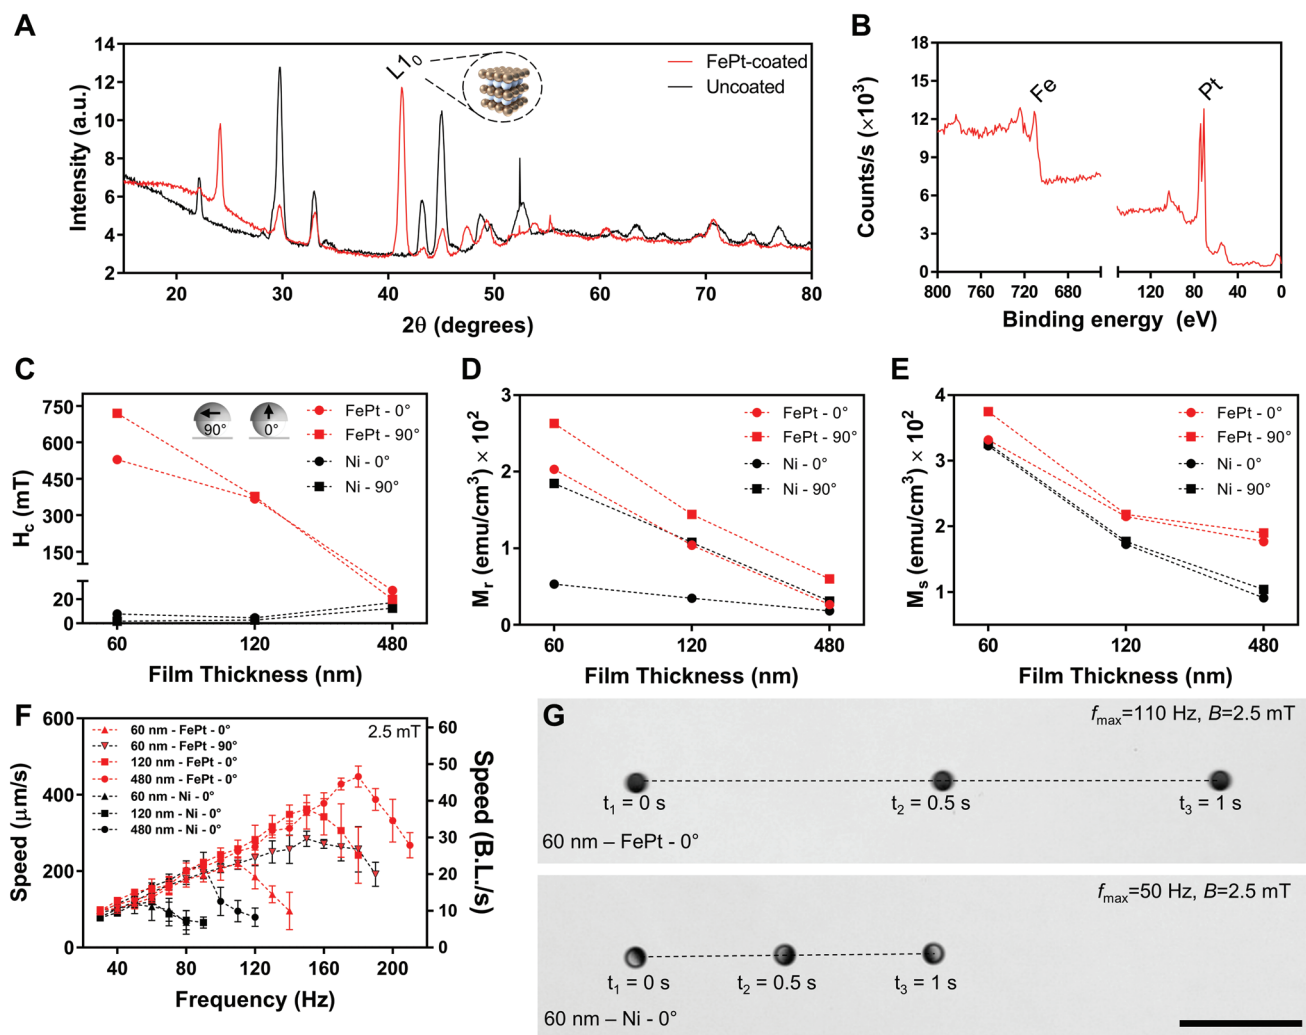 A
14
12
10
8
6
4
2
Intensity (a.u.)
L1₀
FePt-coated
Uncoated
20 30 40 50 60 70 80
2θ (degrees)
B
18
15
12
9
6
3
0
Counts/s (×10³)
Fe
Pt
800 760 720 680 120 80 40 0
Binding energy (eV)
C
750
600
450
300
150
20
0
H_c (mT)
90° 0°
FePt - 0°
FePt - 90°
Ni - 0°
Ni - 90°
60 120 480
Film Thickness (nm)
D
3
2
1
0
M_r (emu/cm³) × 10²
FePt - 0°
FePt - 90°
Ni - 0°
Ni - 90°
60 120 480
Film Thickness (nm)
E
4
3
2
1
M_s (emu/cm³) × 10²
FePt - 0°
FePt - 90°
Ni - 0°
Ni - 90°
60 120 480
Film Thickness (nm)
F
600
400
200
0
Speed (μm/s)
60 nm - FePt - 0°
60 nm - FePt - 90°
120 nm - FePt - 0°
480 nm - FePt - 0°
60 nm - Ni - 0°
120 nm - Ni - 0°
480 nm - Ni - 0°
2.5 mT
60
50
40
30
20
10
0
Speed (B.L./s)
40 80 120 160 200
Frequency (Hz)
G
f_max=110 Hz, B=2.5 mT
t₁ = 0 s t₂ = 0.5 s t₃ = 1 s
60 nm – FePt - 0°
f_max=50 Hz, B=2.5 mT
t₁ = 0 s t₂ = 0.5 s t₃ = 1 s
60 nm – Ni - 0°